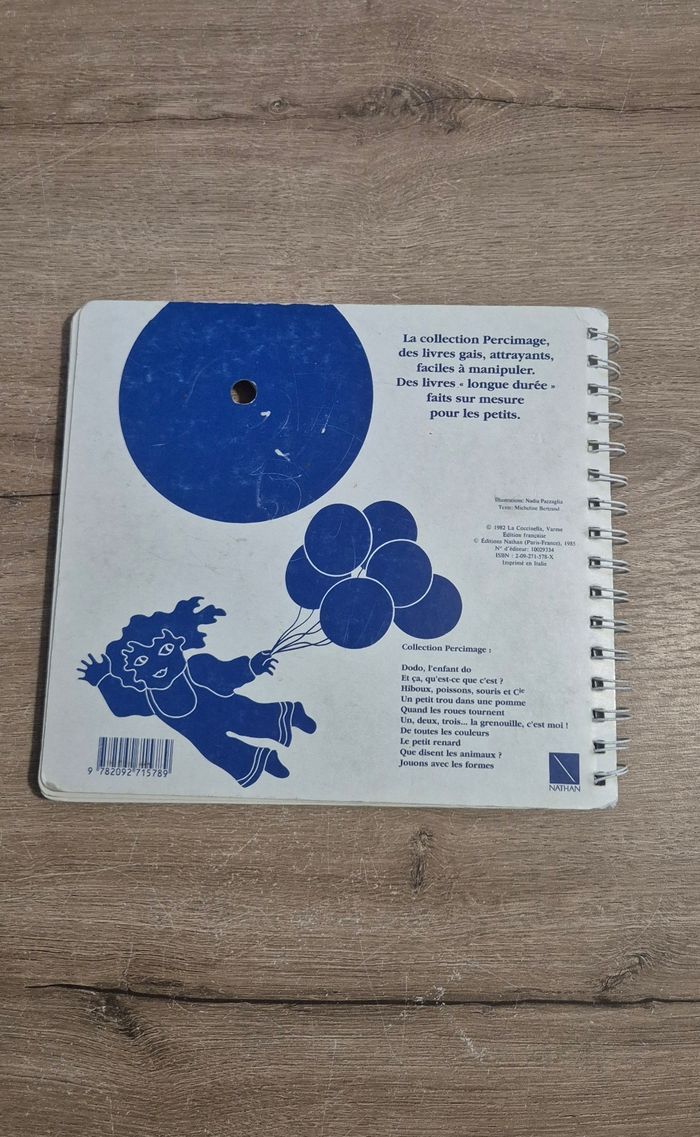 La collection Percimage,
des livres gais, attrayants,
faciles à manipuler.
Des livres « longue durée »
faits sur mesure
pour les petits.
Illustrations: Nadia Pazzaglia
Texte: Micheline Bertrand
© 1982 La Coccinella, Varese
Édition française
© Éditions Nathan (Paris-France), 1985
N° d'éditeur: 10029334
ISBN : 2-09-271-578-X
Imprimé en Italie
Collection Percimage :
Dodo, l'enfant do
Et ça, qu'est-ce que c'est ?
Hiboux, poissons, souris et Cie
Un petit trou dans une pomme
Quand les roues tournent
Un, deux, trois... la grenouille, c'est moi !
De toutes les couleurs
Le petit renard
Que disent les animaux ?
Jouons avec les formes
9 782092 715789
NATHAN